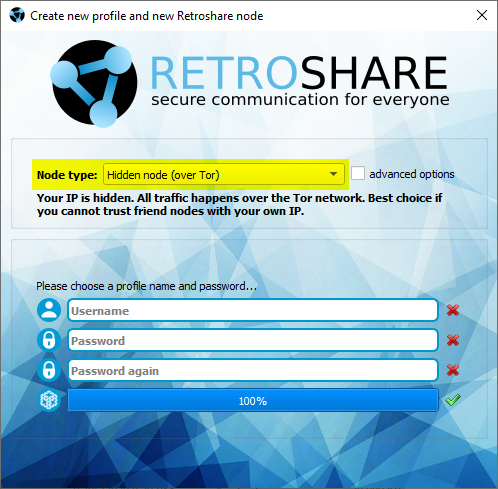 Create new profile and new Retroshare node
RETROSHARE
secure communication for everyone
Node type: Hidden node (over Tor) advanced options
Your IP is hidden. All traffic happens over the Tor network. Best choice if
you cannot trust friend nodes with your own IP.
Please choose a profile name and password...
Username
Password
Password again
100%